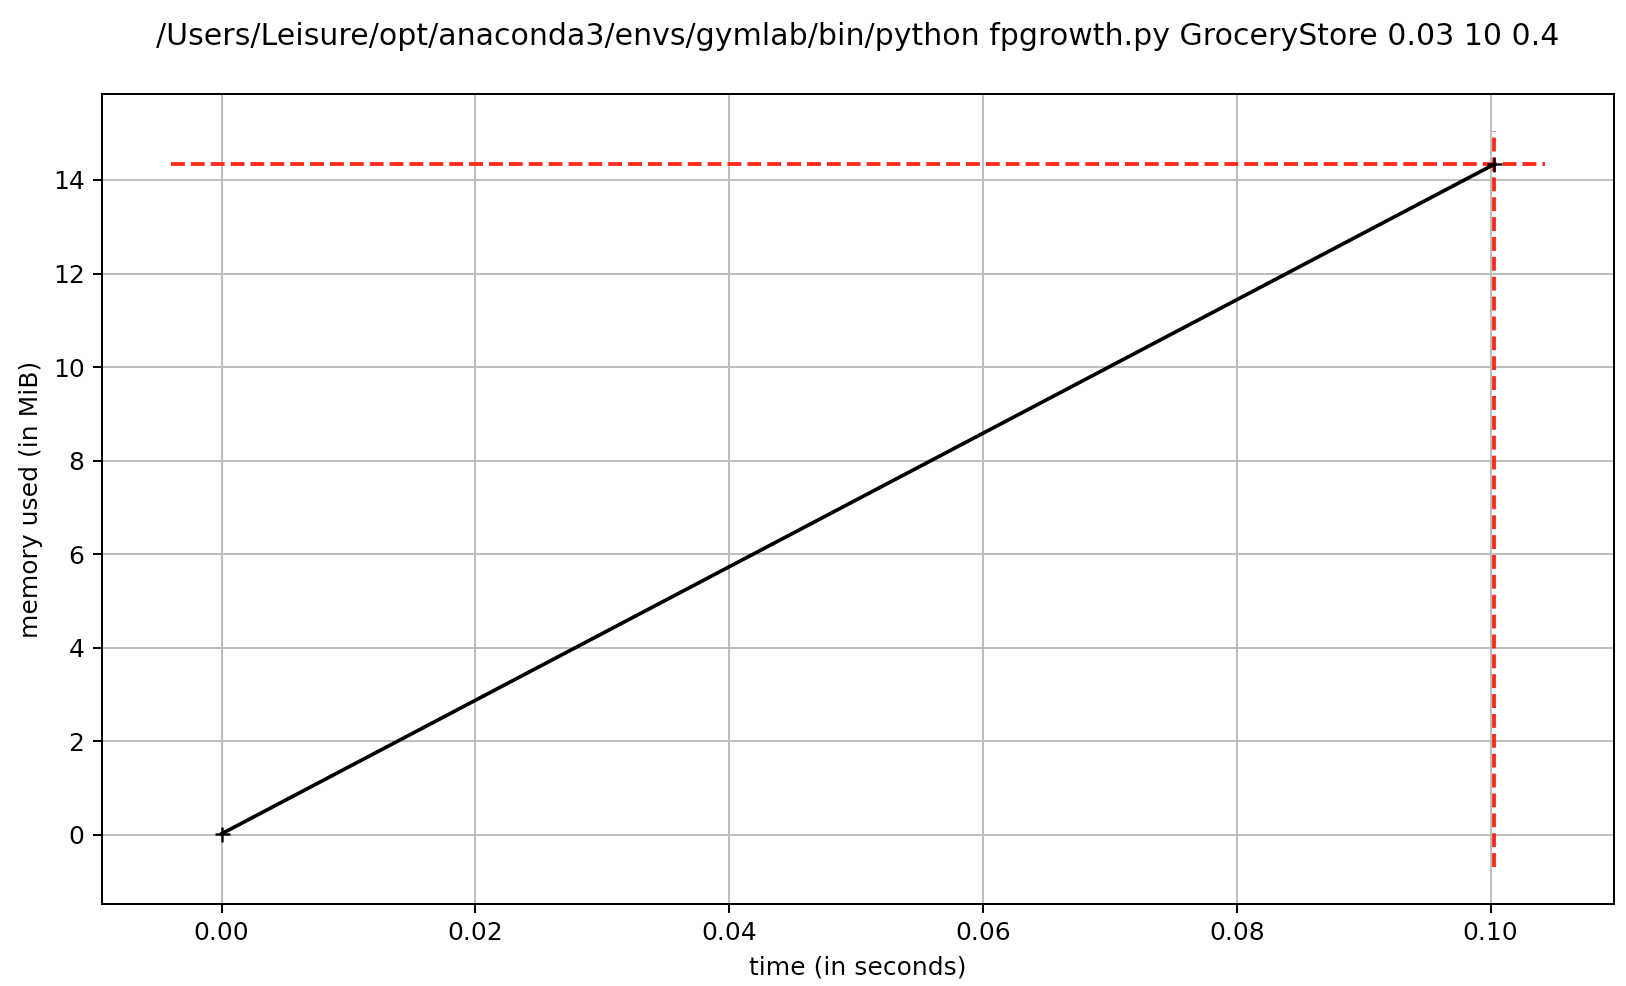 /Users/Leisure/opt/anaconda3/envs/gymlab/bin/python fpgrowth.py GroceryStore 0.03 10 0.4
14
12
10
8
6
4
2
0
memory used (in MiB)
0.00 0.02 0.04 0.06 0.08 0.10
time (in seconds)